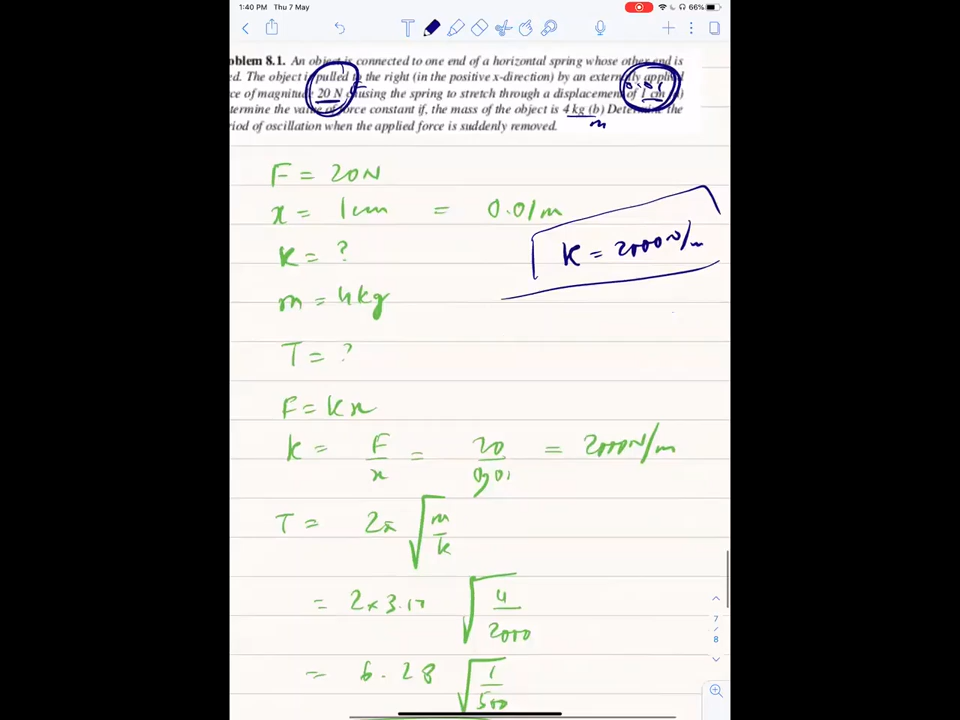 1:40 PM Thu 7 May
66%
oblem 8.1. An object is connected to one end of a horizontal spring whose other end is
d. The object is pulled to the right (in the positive x-direction) by an externally applied
ce of magnitude 20 N causing the spring to stretch through a displacement of 1 cm
termine the value of force constant if, the mass of the object is 4 kg (b) Determine the
riod of oscillation when the applied force is suddenly removed.
F
0.01
m
F = 20N
x = 1cm = 0.01m
K = ?
K = 2000N/m
m = 4kg
T = ?
F = Kx
k = F/x = 20/0.01 = 2000N/m
T = 2π √m/k
= 2 x 3.14 √4/2000
= 6.28 √1/500
7
8